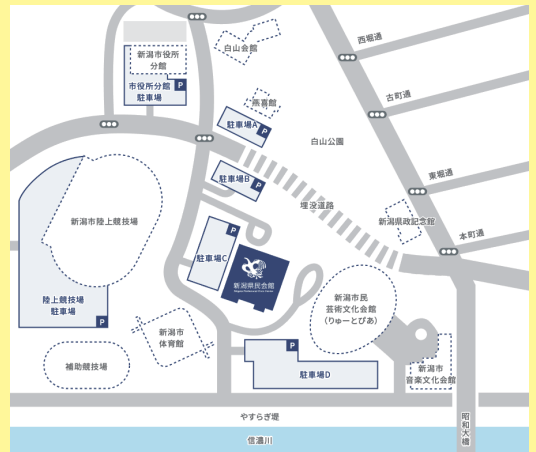 西堀通
新潟市役所
分館
白山会館
P
市役所分館
駐車場
古町通
燕喜館
駐車場A
P
白山公園
東堀通
駐車場B
P
埋没道路
新潟市陸上競技場
新潟県政記念館
本町通
P
駐車場C
新潟県民会館
新潟市民
芸術文化会館
(りゅーとぴあ)
陸上競技場
駐車場
P
新潟市
体育館
P
補助競技場
駐車場D
新潟市
音楽文化会館
やすらぎ堤
昭和大橋
信濃川